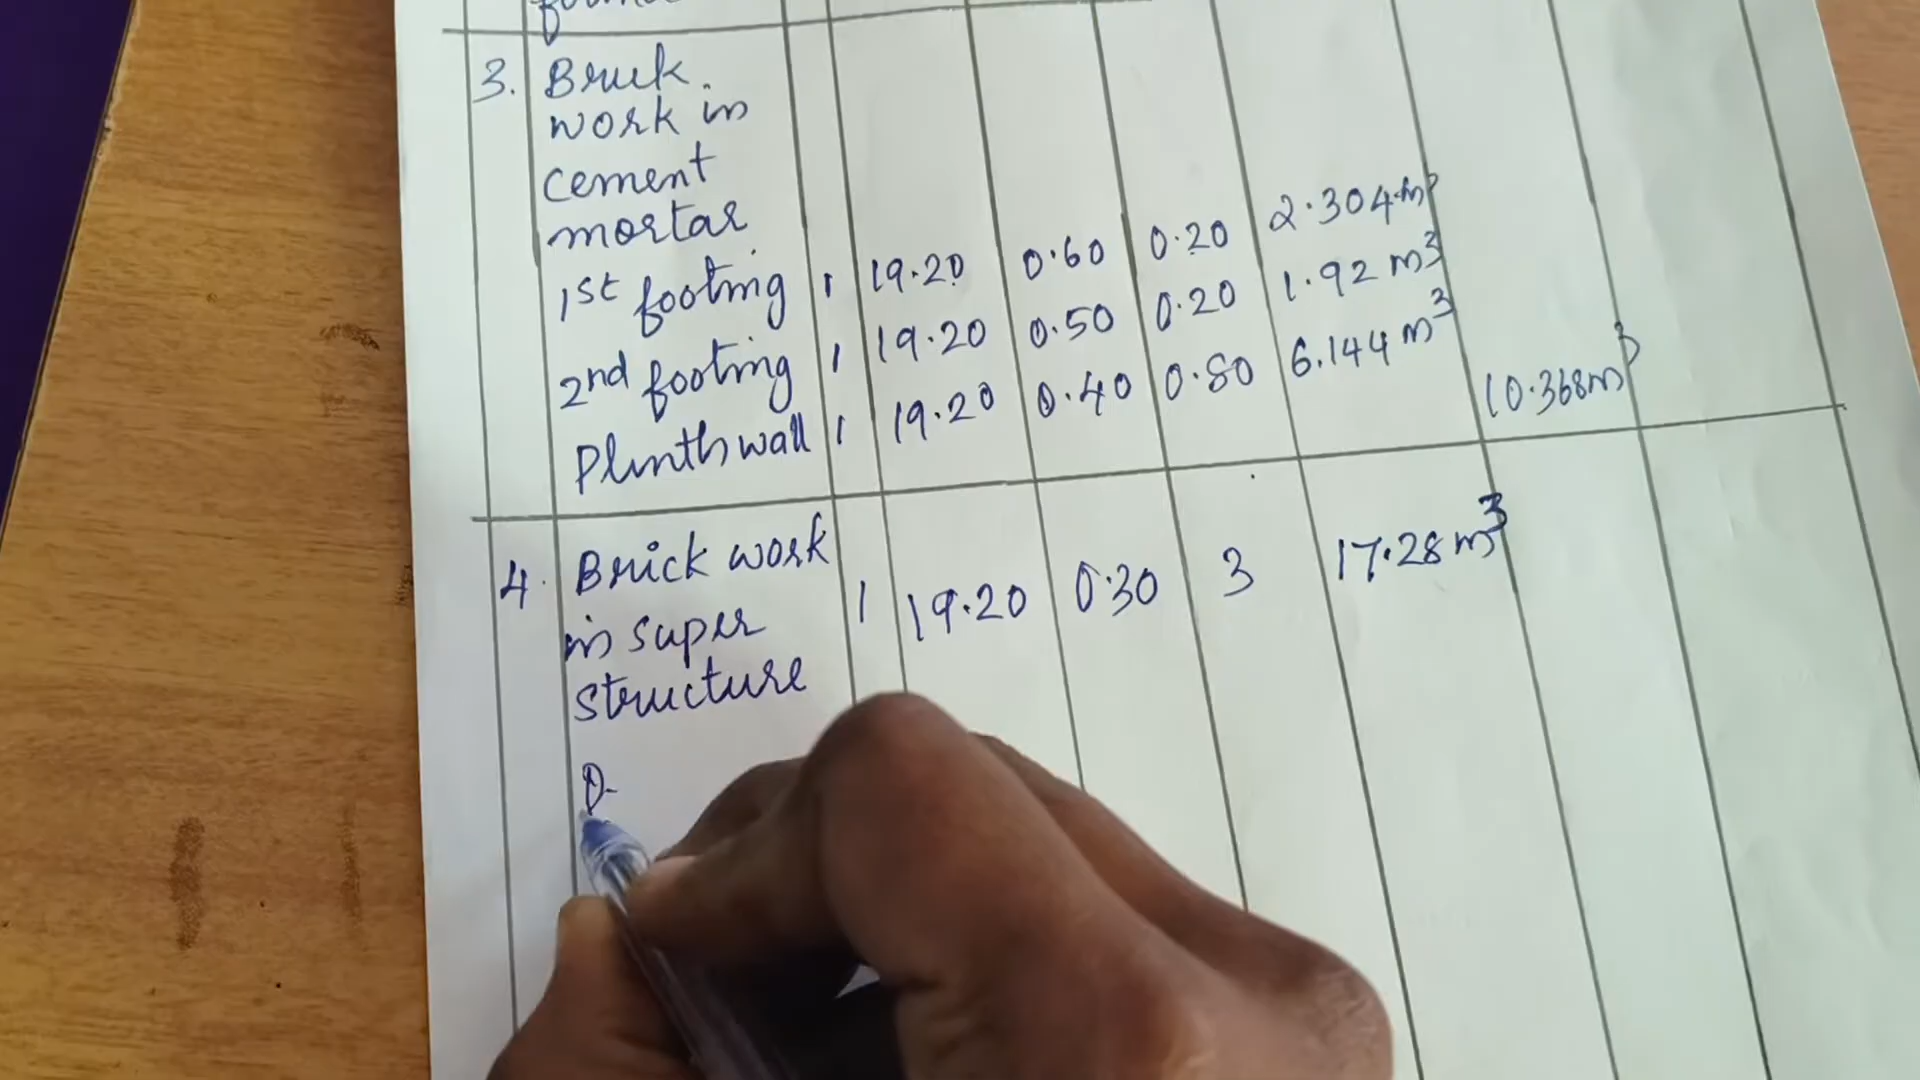 3. Brick
work in
cement
mortar
1st footing 1 19.20 0.60 0.20 2.304m3
2nd footing 1 19.20 0.50 0.20 1.92 m3
Plinth wall 1 19.20 0.40 0.80 6.144 m3 10.368m3
4. Brick work 1 19.20 0.30 3 17.28 m3
in super
structure
D